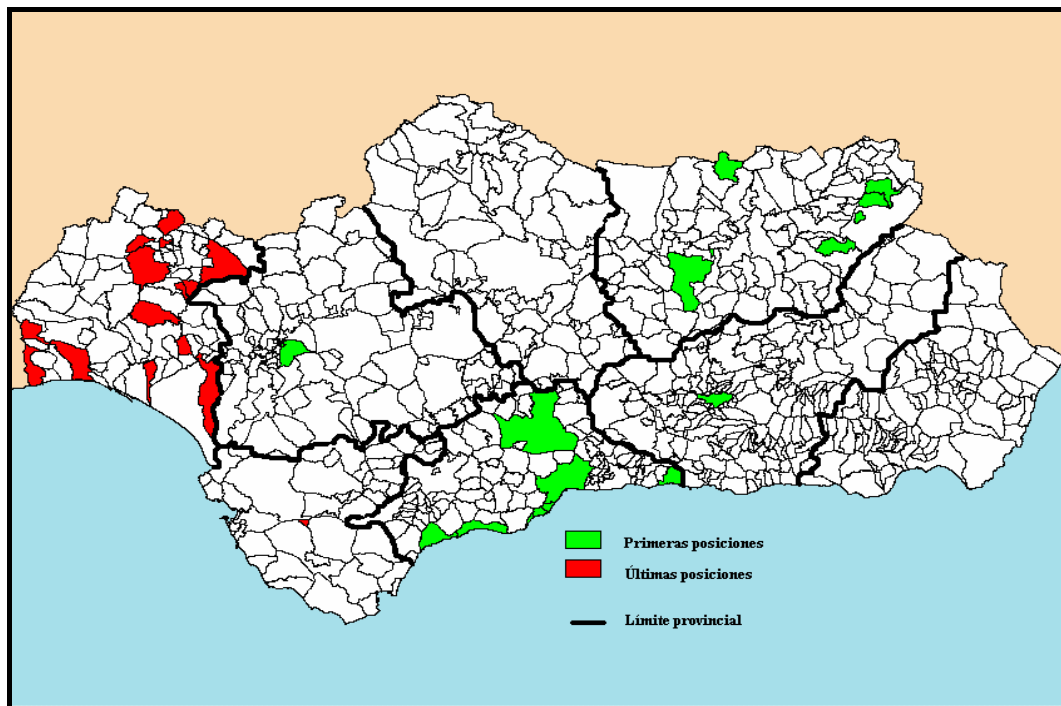 Primeras posiciones
Últimas posiciones
Límite provincial